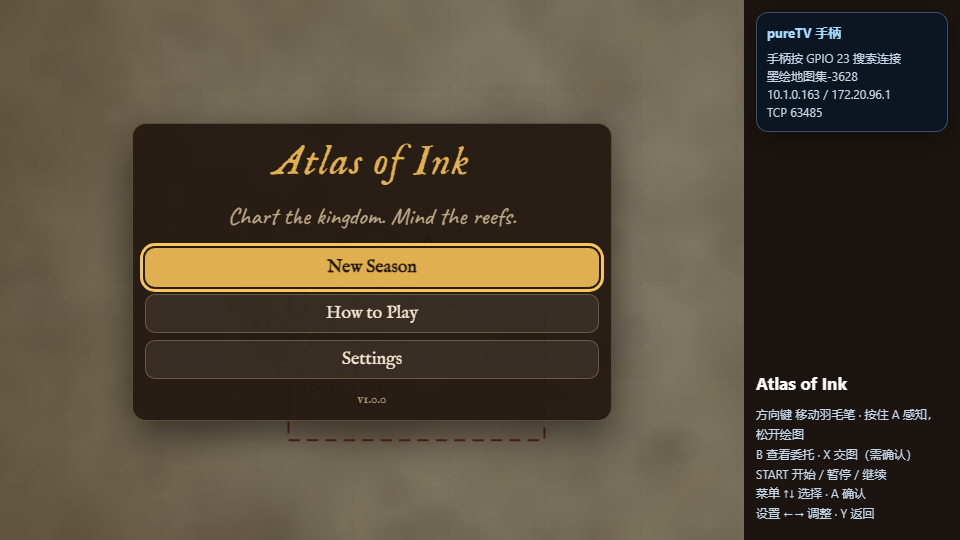 Atlas of Ink
Chart the kingdom. Mind the reefs.
New Season
How to Play
Settings
v1.0.0
pureTV 手柄
手柄按 GPIO 23 搜索连接
墨绘地图集-3628
10.1.0.163 / 172.20.96.1
TCP 63485
Atlas of Ink
方向键 移动羽毛笔 · 按住 A 感知，
松开绘图
B 查看委托 · X 交图（需确认）
START 开始 / 暂停 / 继续
菜单 ↑↓ 选择 · A 确认
设置 ←→ 调整 · Y 返回